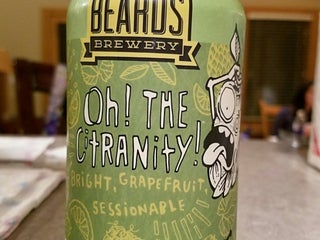 BEARDS
BREWERY
Oh! THE
CiTRANiTY!
BRIGHT, GRAPEFRUIT,
SESSIONABLE